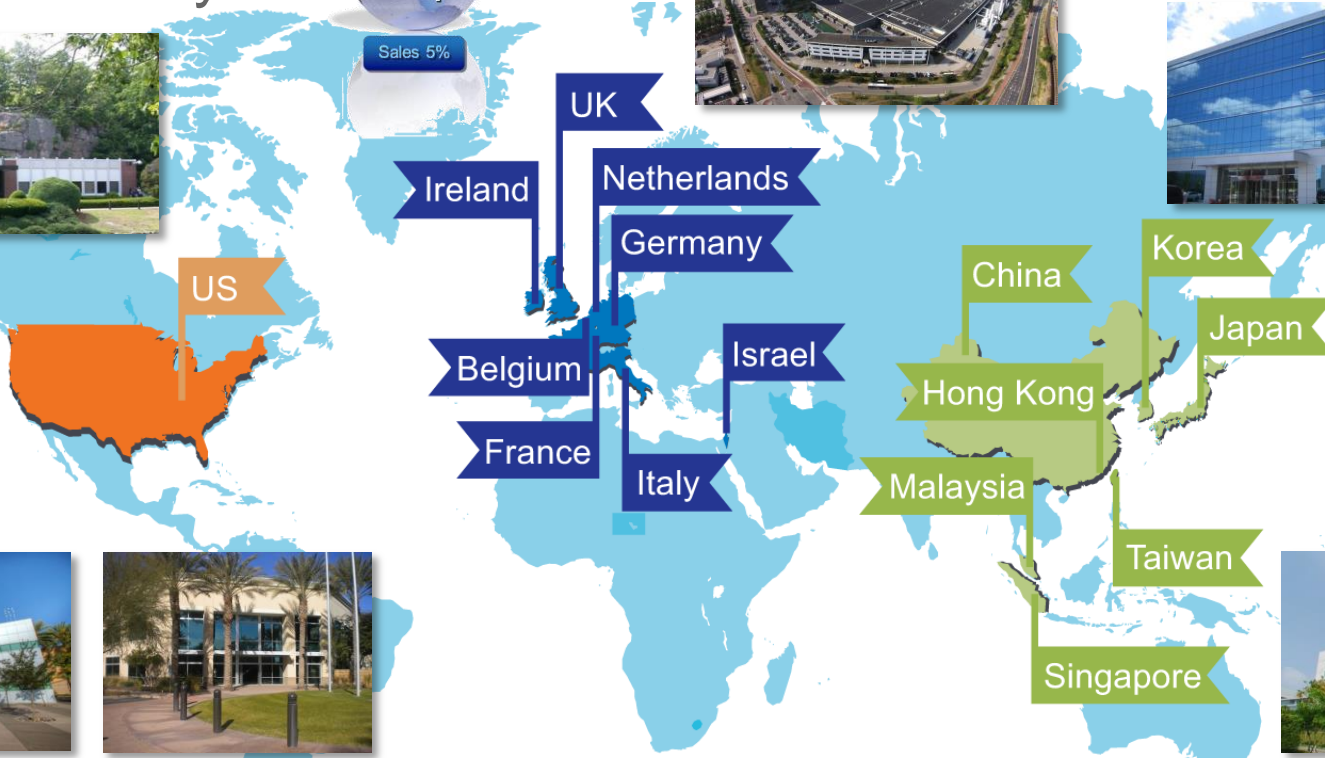 Sales 5%
UK
Ireland
Netherlands
Germany
US
China
Korea
Belgium
Israel
Japan
Hong Kong
France
Italy
Malaysia
Taiwan
Singapore